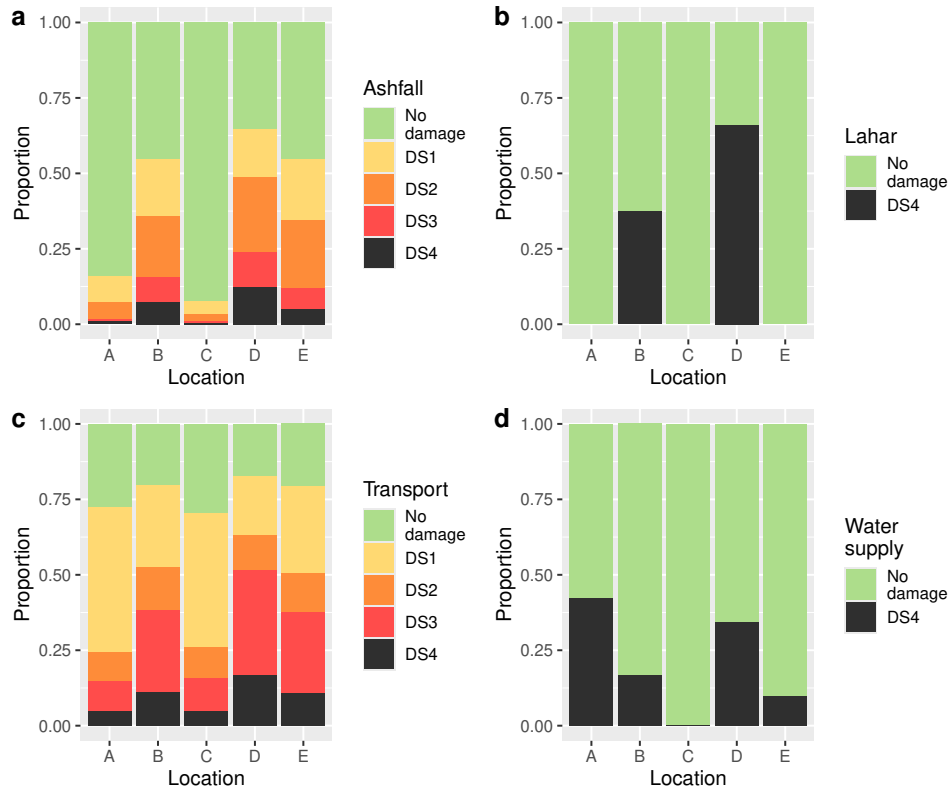 a
1.00
0.75
0.50
0.25
0.00
Proportion
A B C D E
Location
Ashfall
No
damage
DS1
DS2
DS3
DS4
b
1.00
0.75
0.50
0.25
0.00
Proportion
A B C D E
Location
Lahar
No
damage
DS4
c
1.00
0.75
0.50
0.25
0.00
Proportion
A B C D E
Location
Transport
No
damage
DS1
DS2
DS3
DS4
d
1.00
0.75
0.50
0.25
0.00
Proportion
A B C D E
Location
Water
supply
No
damage
DS4